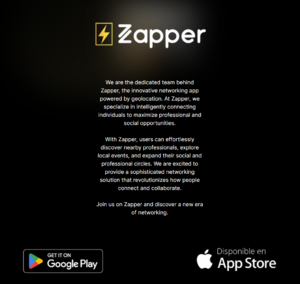 Zapper
We are the dedicated team behind
Zapper, the innovative networking app
powered by geolocation. At Zapper, we
specialize in intelligently connecting
individuals to maximize professional and
social opportunities.
With Zapper, users can effortlessly
discover nearby professionals, explore
local events, and expand their social and
professional circles. We are excited to
provide a sophisticated networking
solution that revolutionizes how people
connect and collaborate.
Join us on Zapper and discover a new era
of networking.
GET IT ON
Google Play
Disponible en
App Store